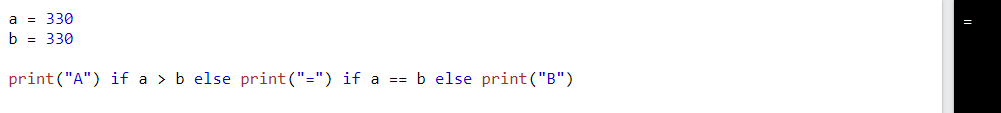 a = 330
b = 330
print("A") if a > b else print("=") if a == b else print("B")
=